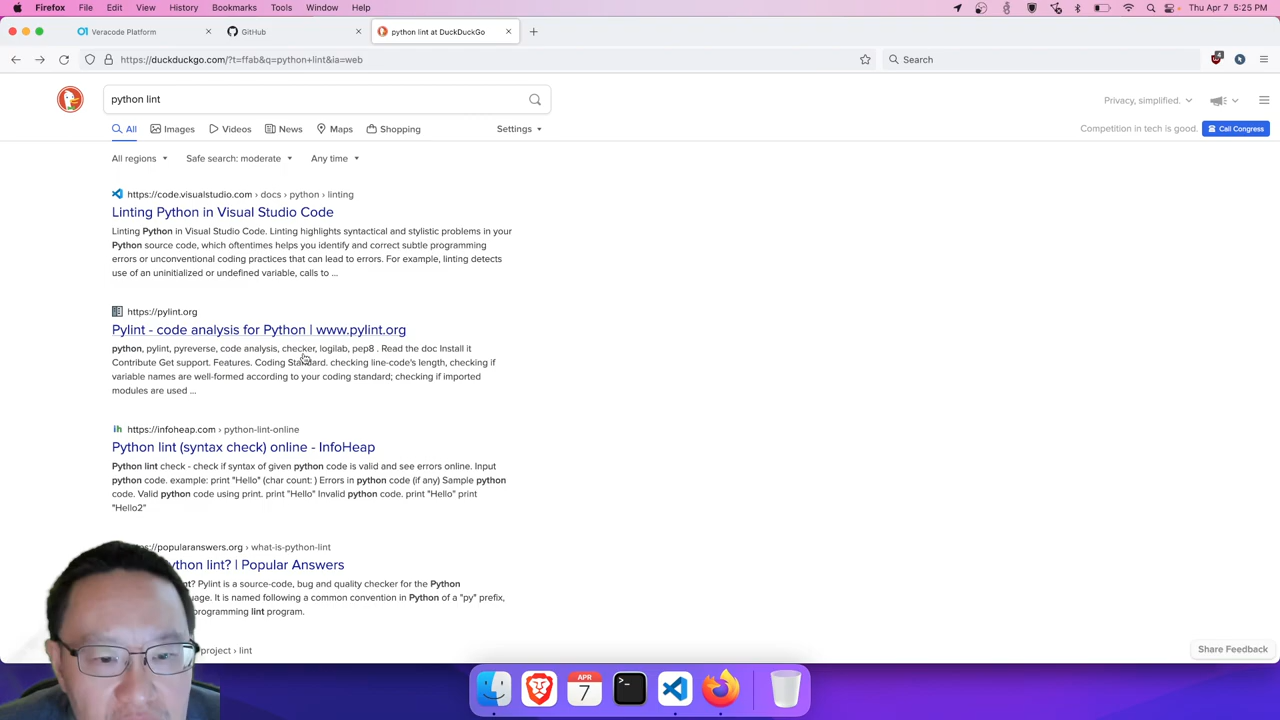 Firefox File Edit View History Bookmarks Tools Window Help Thu Apr 7 5:25 PM
Veracode Platform GitHub python lint at DuckDuckGo
https://duckduckgo.com/?t=ffab&q=python+lint&ia=web Search 4
python lint
Privacy, simplified.
All Images Videos News Maps Shopping Settings
Competition in tech is good. Call Congress
All regions Safe search: moderate Any time
https://code.visualstudio.com › docs › python › linting
Linting Python in Visual Studio Code
Linting Python in Visual Studio Code. Linting highlights syntactical and stylistic problems in your
Python source code, which oftentimes helps you identify and correct subtle programming
errors or unconventional coding practices that can lead to errors. For example, linting detects
use of an uninitialized or undefined variable, calls to ...
https://pylint.org
Pylint - code analysis for Python | www.pylint.org
python, pylint, pyreverse, code analysis, checker, logilab, pep8 . Read the doc Install it
Contribute Get support. Features. Coding Standard. checking line-code's length, checking if
variable names are well-formed according to your coding standard; checking if imported
modules are used ...
ih https://infoheap.com › python-lint-online
Python lint (syntax check) online - InfoHeap
Python lint check - check if syntax of given python code is valid and see errors online. Input
python code. example: print "Hello" (char count: ) Errors in python code (if any) Sample python
code. Valid python code using print. print "Hello" Invalid python code. print "Hello" print
"Hello2"
://popularanswers.org › what-is-python-lint
python lint? | Popular Answers
lint? Pylint is a source-code, bug and quality checker for the Python
It is named following a common convention in Python of a "py" prefix,
programming lint program.
project › lint
Share Feedback
APR
7